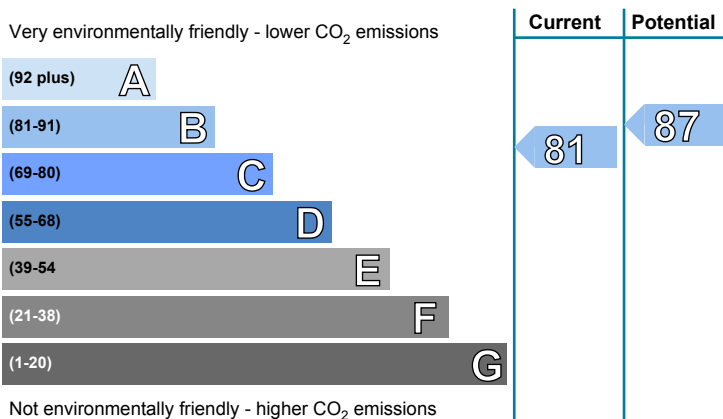 Current Potential
Very environmentally friendly - lower CO2 emissions
(92 plus) A
(81-91) B
87
(69-80) C
81
(55-68) D
(39-54 E
(21-38) F
(1-20) G
Not environmentally friendly - higher CO2 emissions